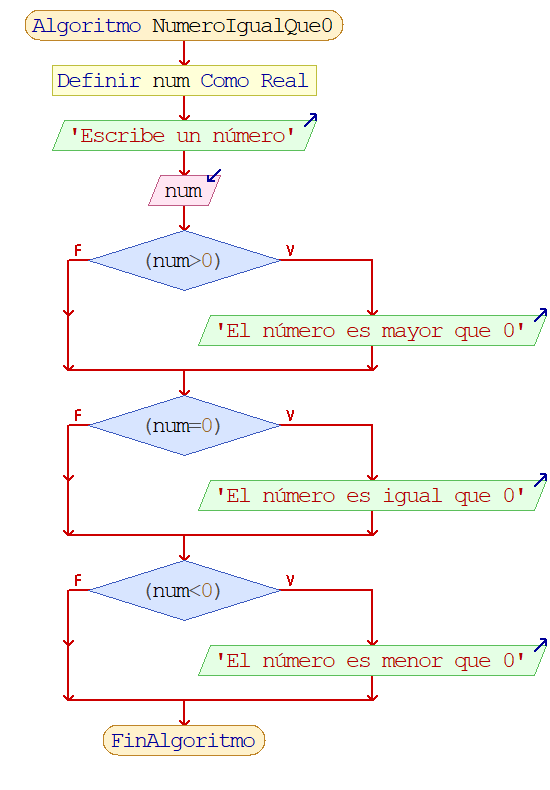 Algoritmo NumeroIgualQue0
Definir num Como Real
'Escribe un número'
num
F
(num>0)
V
'El número es mayor que 0'
F
(num=0)
V
'El número es igual que 0'
F
(num<0)
V
'El número es menor que 0'
FinAlgoritmo